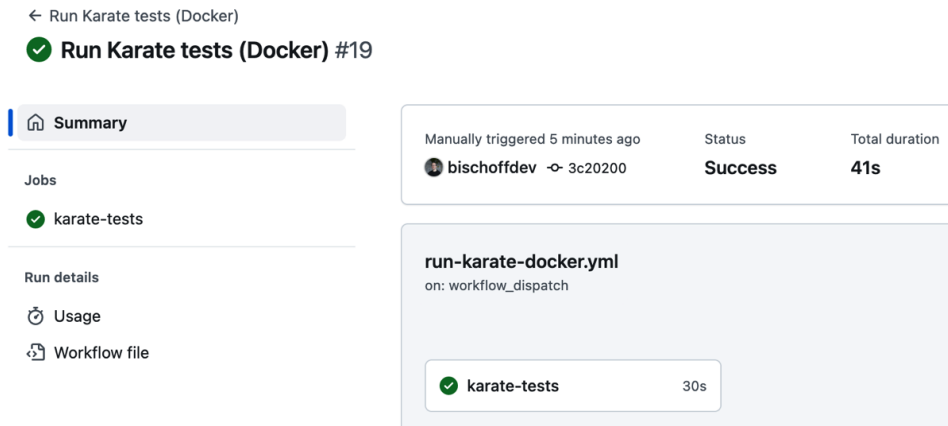 ← Run Karate tests (Docker)
Run Karate tests (Docker) #19
Summary
Jobs
karate-tests
Run details
Usage
Workflow file
Manually triggered 5 minutes ago
bischoffdev 3c20200
Status
Success
Total duration
41s
run-karate-docker.yml
on: workflow_dispatch
karate-tests 30s